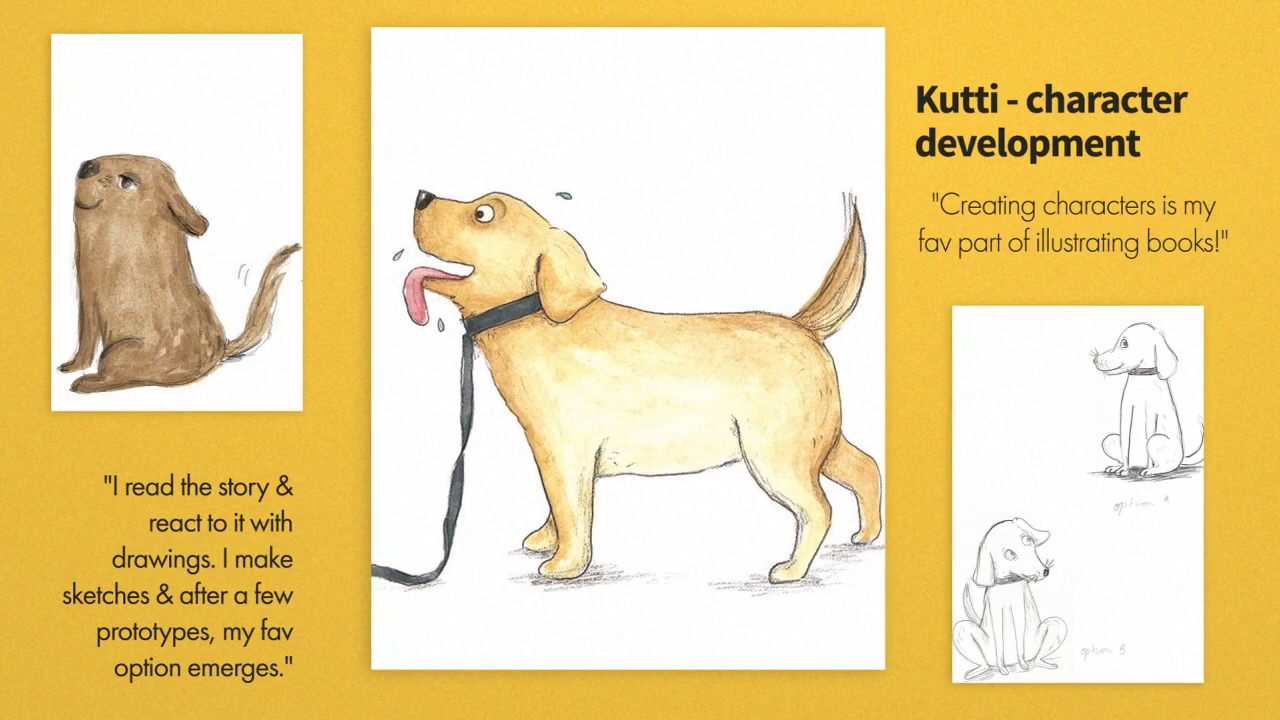 Kutti - character
development
"Creating characters is my
fav part of illustrating books!"
"I read the story &
react to it with
drawings. I make
sketches & after a few
prototypes, my fav
option emerges."
option A
option B